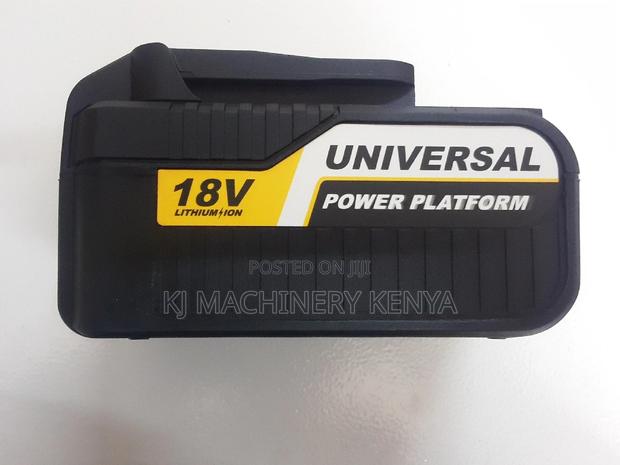 UNIVERSAL
18V
LITHIUM ION
POWER PLATFORM
POSTED ON JIJI
KJ MACHINERY KENYA